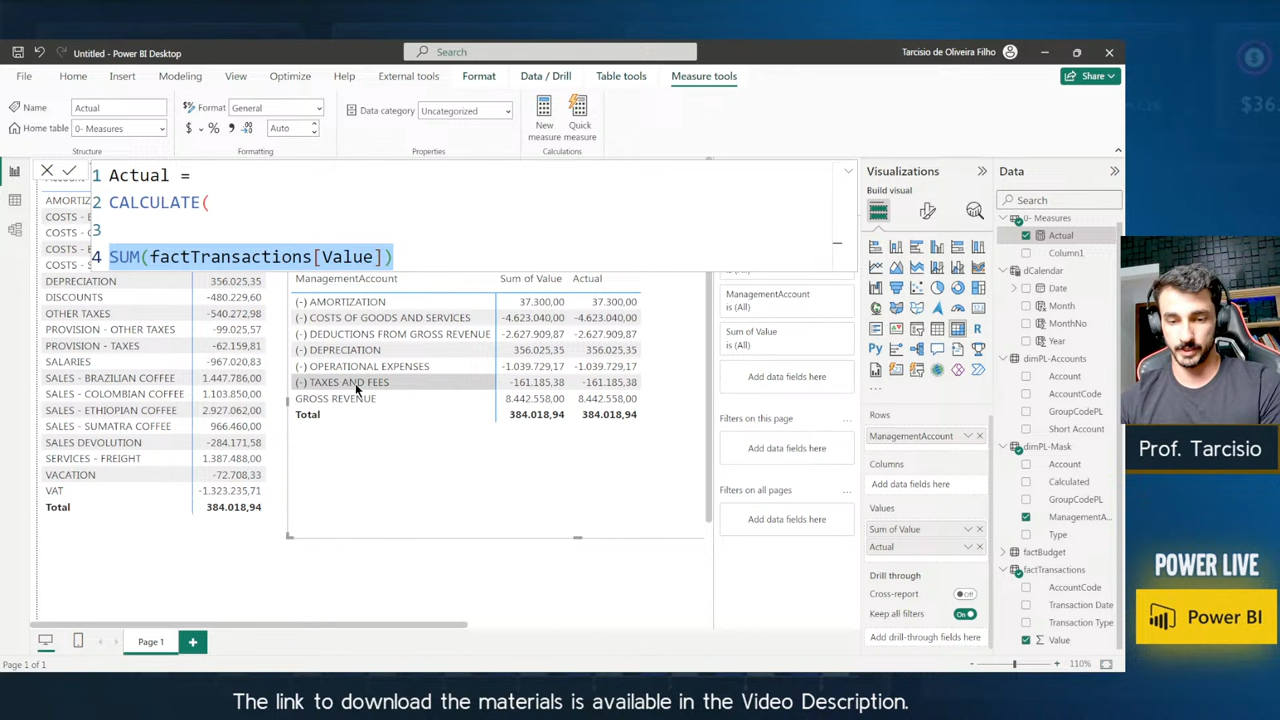 Untitled - Power BI Desktop
Search
Tarcisio de Oliveira Filho
File Home Insert Modeling View Optimize Help External tools Format Data / Drill Table tools Measure tools
Share
Name Actual
Format General
Data category Uncategorized
New measure
Quick measure
Home table 0- Measures
$ % Auto
Structure
Formatting
Properties
Calculations
1 Actual =
2 CALCULATE(
3
4 SUM(factTransactions[Value])
DEPRECIATION 356.025,35
DISCOUNTS -480.229,60
OTHER TAXES -540.272,98
PROVISION - OTHER TAXES -99.025,57
PROVISION - TAXES -62.159,81
SALARIES -967.020,83
SALES - BRAZILIAN COFFEE 1.447.786,00
SALES - COLOMBIAN COFFEE 1.103.850,00
SALES - ETHIOPIAN COFFEE 2.927.062,00
SALES - SUMATRA COFFEE 966.460,00
SALES DEVOLUTION -284.171,58
SERVICES - FREIGHT 1.387.488,00
VACATION -72.708,33
VAT -1.323.235,71
Total 384.018,94
ManagementAccount Sum of Value Actual
(-) AMORTIZATION 37.300,00 37.300,00
(-) COSTS OF GOODS AND SERVICES -4.623.040,00 -4.623.040,00
(-) DEDUCTIONS FROM GROSS REVENUE -2.627.909,87 -2.627.909,87
(-) DEPRECIATION 356.025,35 356.025,35
(-) OPERATIONAL EXPENSES -1.039.729,17 -1.039.729,17
(-) TAXES AND FEES -161.185,38 -161.185,38
GROSS REVENUE 8.442.558,00 8.442.558,00
Total 384.018,94 384.018,94
ManagementAccount
is (All)
Sum of Value
is (All)
Add data fields here
Filters on this page
Add data fields here
Filters on all pages
Add data fields here
Visualizations
Build visual
Rows
ManagementAccount
Columns
Add data fields here
Values
Sum of Value
Actual
Drill through
Cross-report Off
Keep all filters On
Add drill-through fields here
Data
Search
0- Measures
Actual
Column1
dCalendar
Date
Month
MonthNo
Year
dimPL-Accounts
Account
AccountCode
GroupCodePL
Short Account
dimPL-Mask
Account
Calculated
GroupCodePL
ManagementA...
Type
factBudget
factTransactions
AccountCode
Transaction Date
Transaction Type
Value
Page 1
Page 1 of 1
110%
Prof. Tarcisio
POWER LIVE
Power BI
The link to download the materials is available in the Video Description.